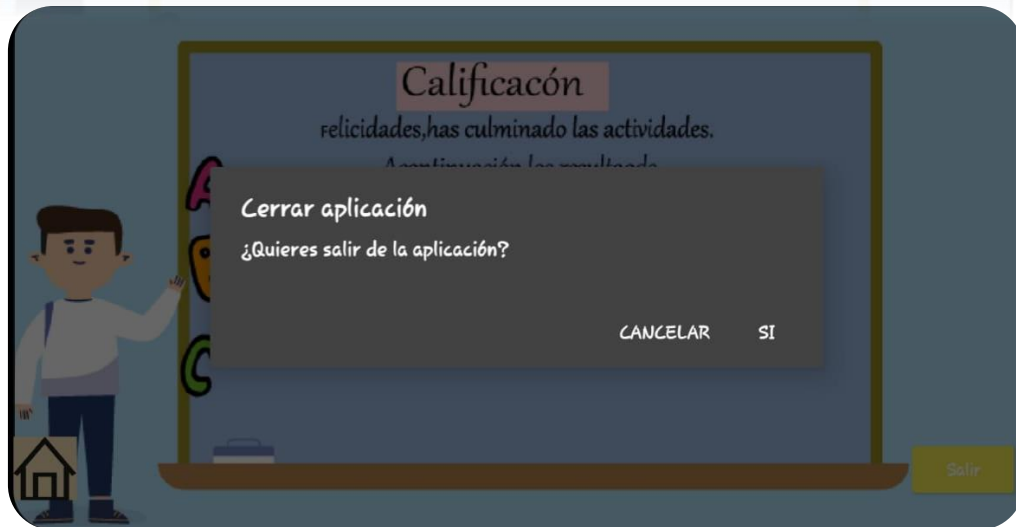 Calificacón
Felicidades,has culminado las actividades.
Cerrar aplicación
¿Quieres salir de la aplicación?
CANCELAR SI
Salir